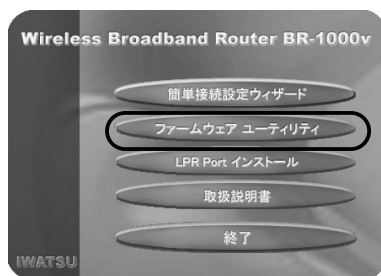 Wireless Broadband Router BR-1000v
簡単接続設定ウィザード
ファームウェア ユーティリティ
LPR Port インストール
取扱説明書
終了
IWATSU